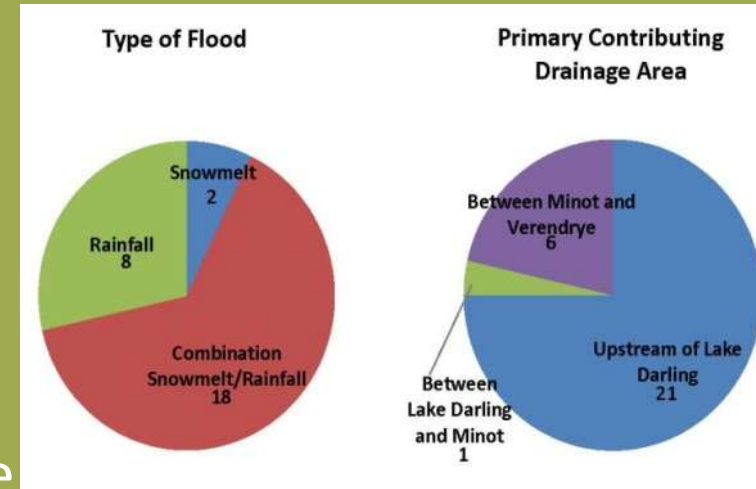 Type of Flood
Snowmelt
2
Rainfall
8
Combination
Snowmelt/Rainfall
18
Primary Contributing
Drainage Area
Between Minot and
Verendrye
6
Upstream of Lake
Darling
21
Between
Lake Darling
and Minot
1